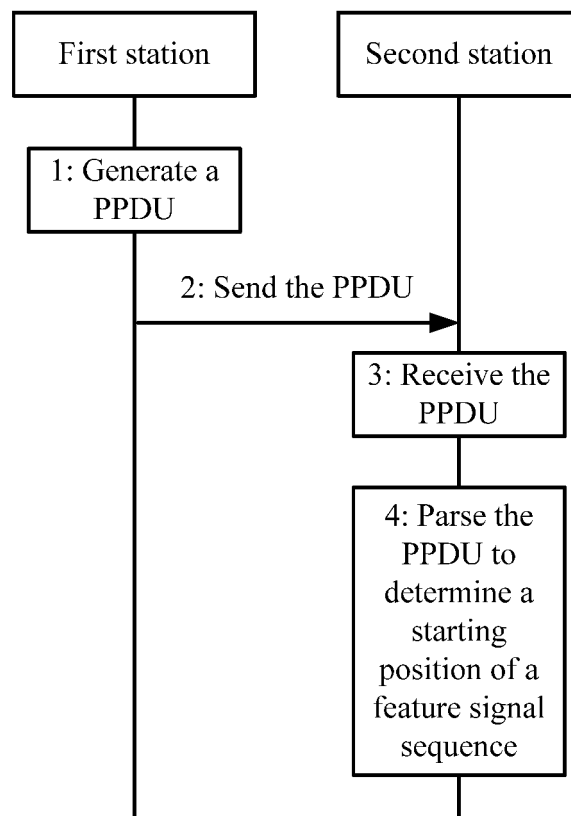 First station
Second station
1: Generate a
PPDU
2: Send the PPDU
3: Receive the
PPDU
4: Parse the
PPDU to
determine a
starting
position of a
feature signal
sequence